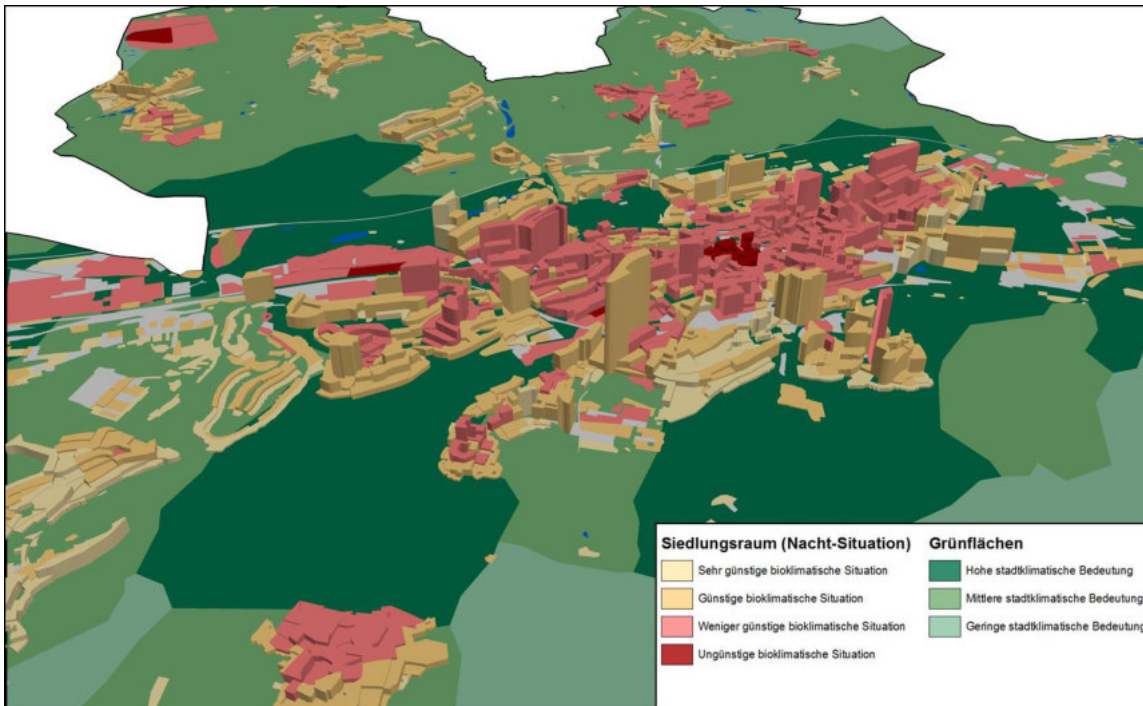 Siedlungsraum (Nacht-Situation)
Sehr günstige bioklimatische Situation
Günstige bioklimatische Situation
Weniger günstige bioklimatische Situation
Ungünstige bioklimatische Situation
Grünflächen
Hohe stadtklimatische Bedeutung
Mittlere stadtklimatische Bedeutung
Geringe stadtklimatische Bedeutung